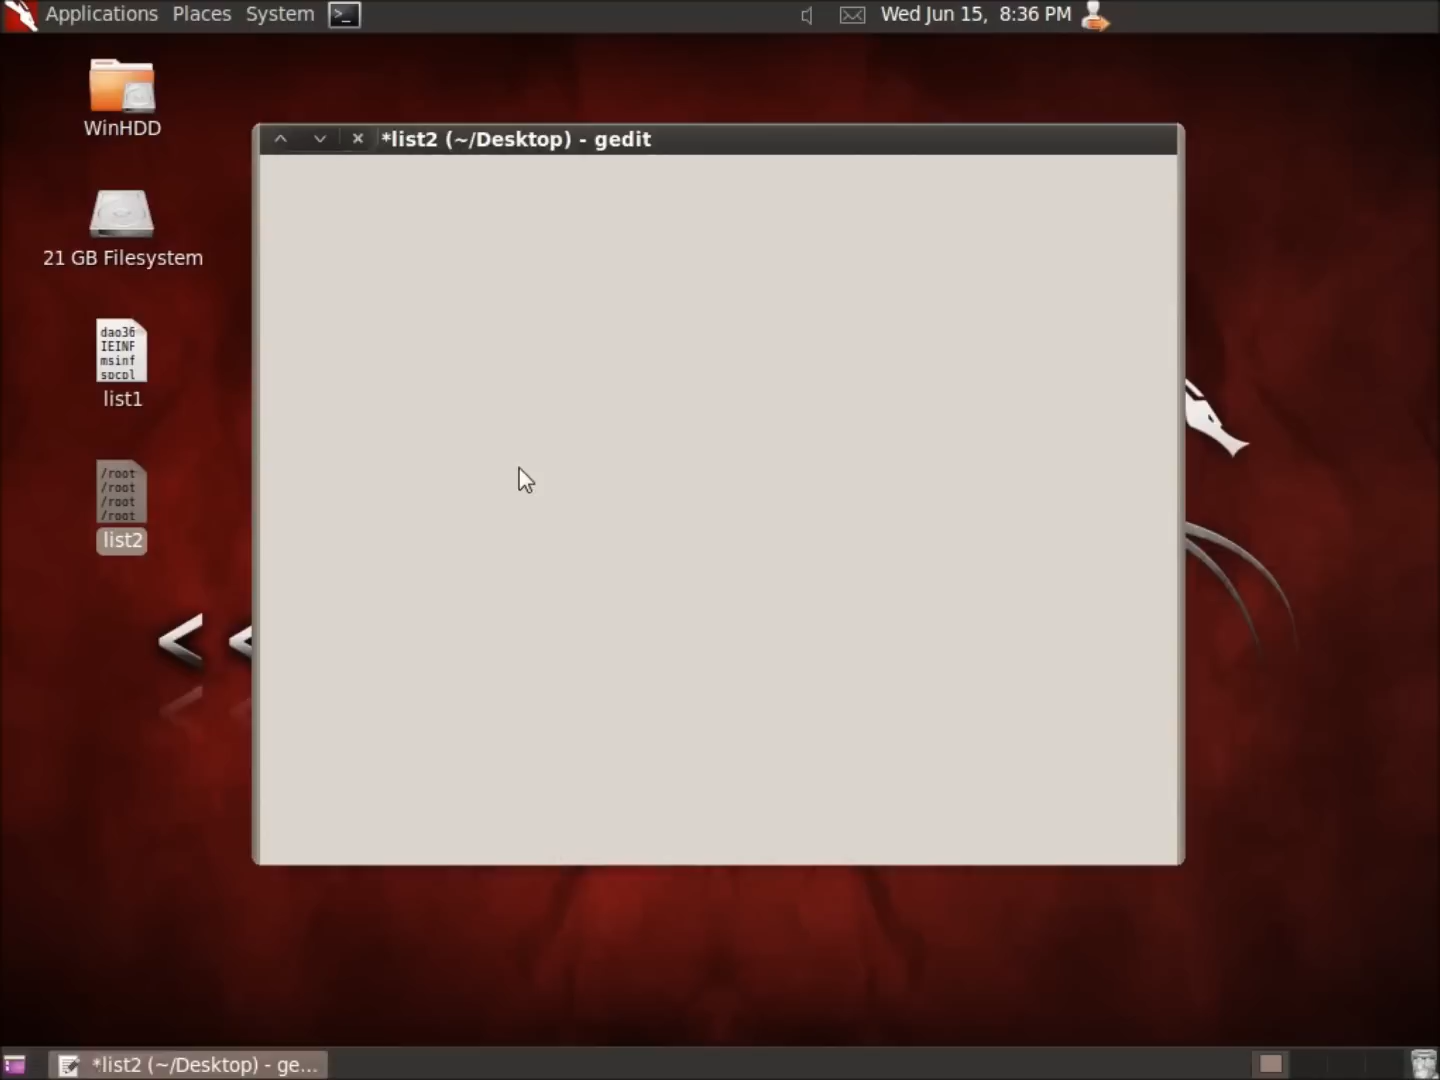 Applications Places System
Wed Jun 15, 8:36 PM
WinHDD
*list2 (~/Desktop) - gedit
21 GB Filesystem
dao36
IEINF
msinf
spcpl
list1
/root
/root
/root
/root
list2
*list2 (~/Desktop) - ge...